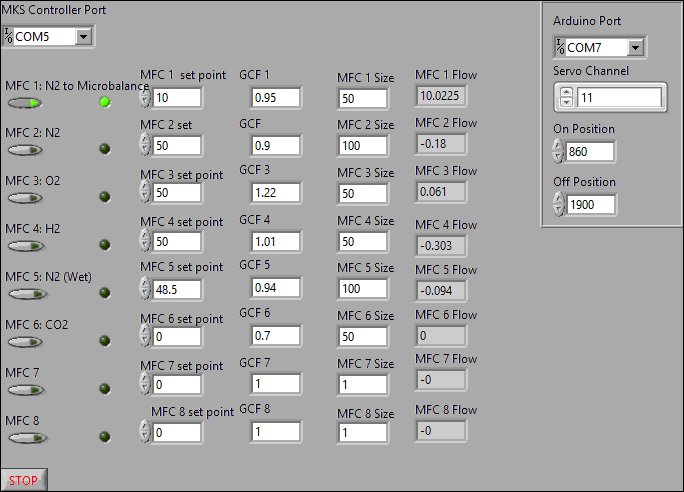 MKS Controller Port
COM5
MFC 1: N2 to Microbalance
MFC 1 set point
10
GCF 1
0.95
MFC 1 Size
50
MFC 1 Flow
10.0225
MFC 2: N2
MFC 2 set
50
GCF
0.9
MFC 2 Size
100
MFC 2 Flow
-0.18
MFC 3: O2
MFC 3 set point
50
GCF 3
1.22
MFC 3 Size
50
MFC 3 Flow
0.061
MFC 4: H2
MFC 4 set point
50
GCF 4
1.01
MFC 4 Size
50
MFC 4 Flow
-0.303
MFC 5: N2 (Wet)
MFC 5 set point
48.5
GCF 5
0.94
MFC 5 Size
100
MFC 5 Flow
-0.094
MFC 6: CO2
MFC 6 set point
0
GCF 6
0.7
MFC 6 Size
50
MFC 6 Flow
0
MFC 7
MFC 7 set point
0
GCF 7
1
MFC 7 Size
1
MFC 7 Flow
-0
MFC 8
MFC 8 set point
0
GCF 8
1
MFC 8 Size
1
MFC 8 Flow
-0
STOP
Arduino Port
COM7
Servo Channel
11
On Position
860
Off Position
1900